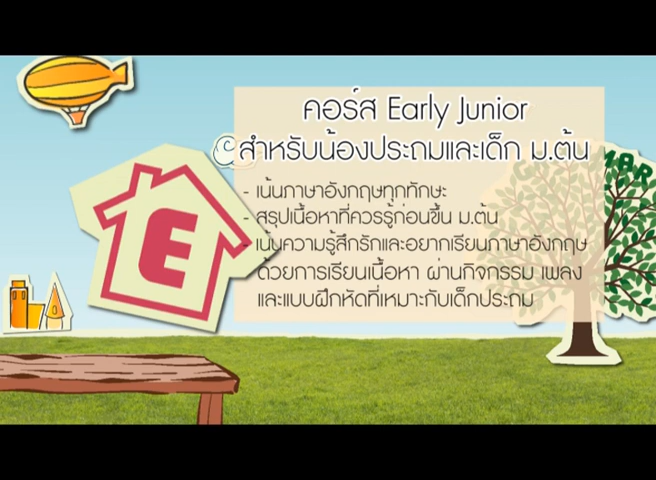 คอร์ส Early Junior
สำหรับน้องประถมและเด็ก ม.ต้น
- เน้นภาษาอังกฤษทุกทักษะ
- สรุปเนื้อหาที่ควรรู้ก่อนขึ้น ม.ต้น
- เน้นความรู้สึกรักและอยากเรียนภาษาอังกฤษ
ด้วยการเรียนเนื้อหา ผ่านกิจกรรม เพลง
และแบบฝึกหัดที่เหมาะกับเด็กประถม
E